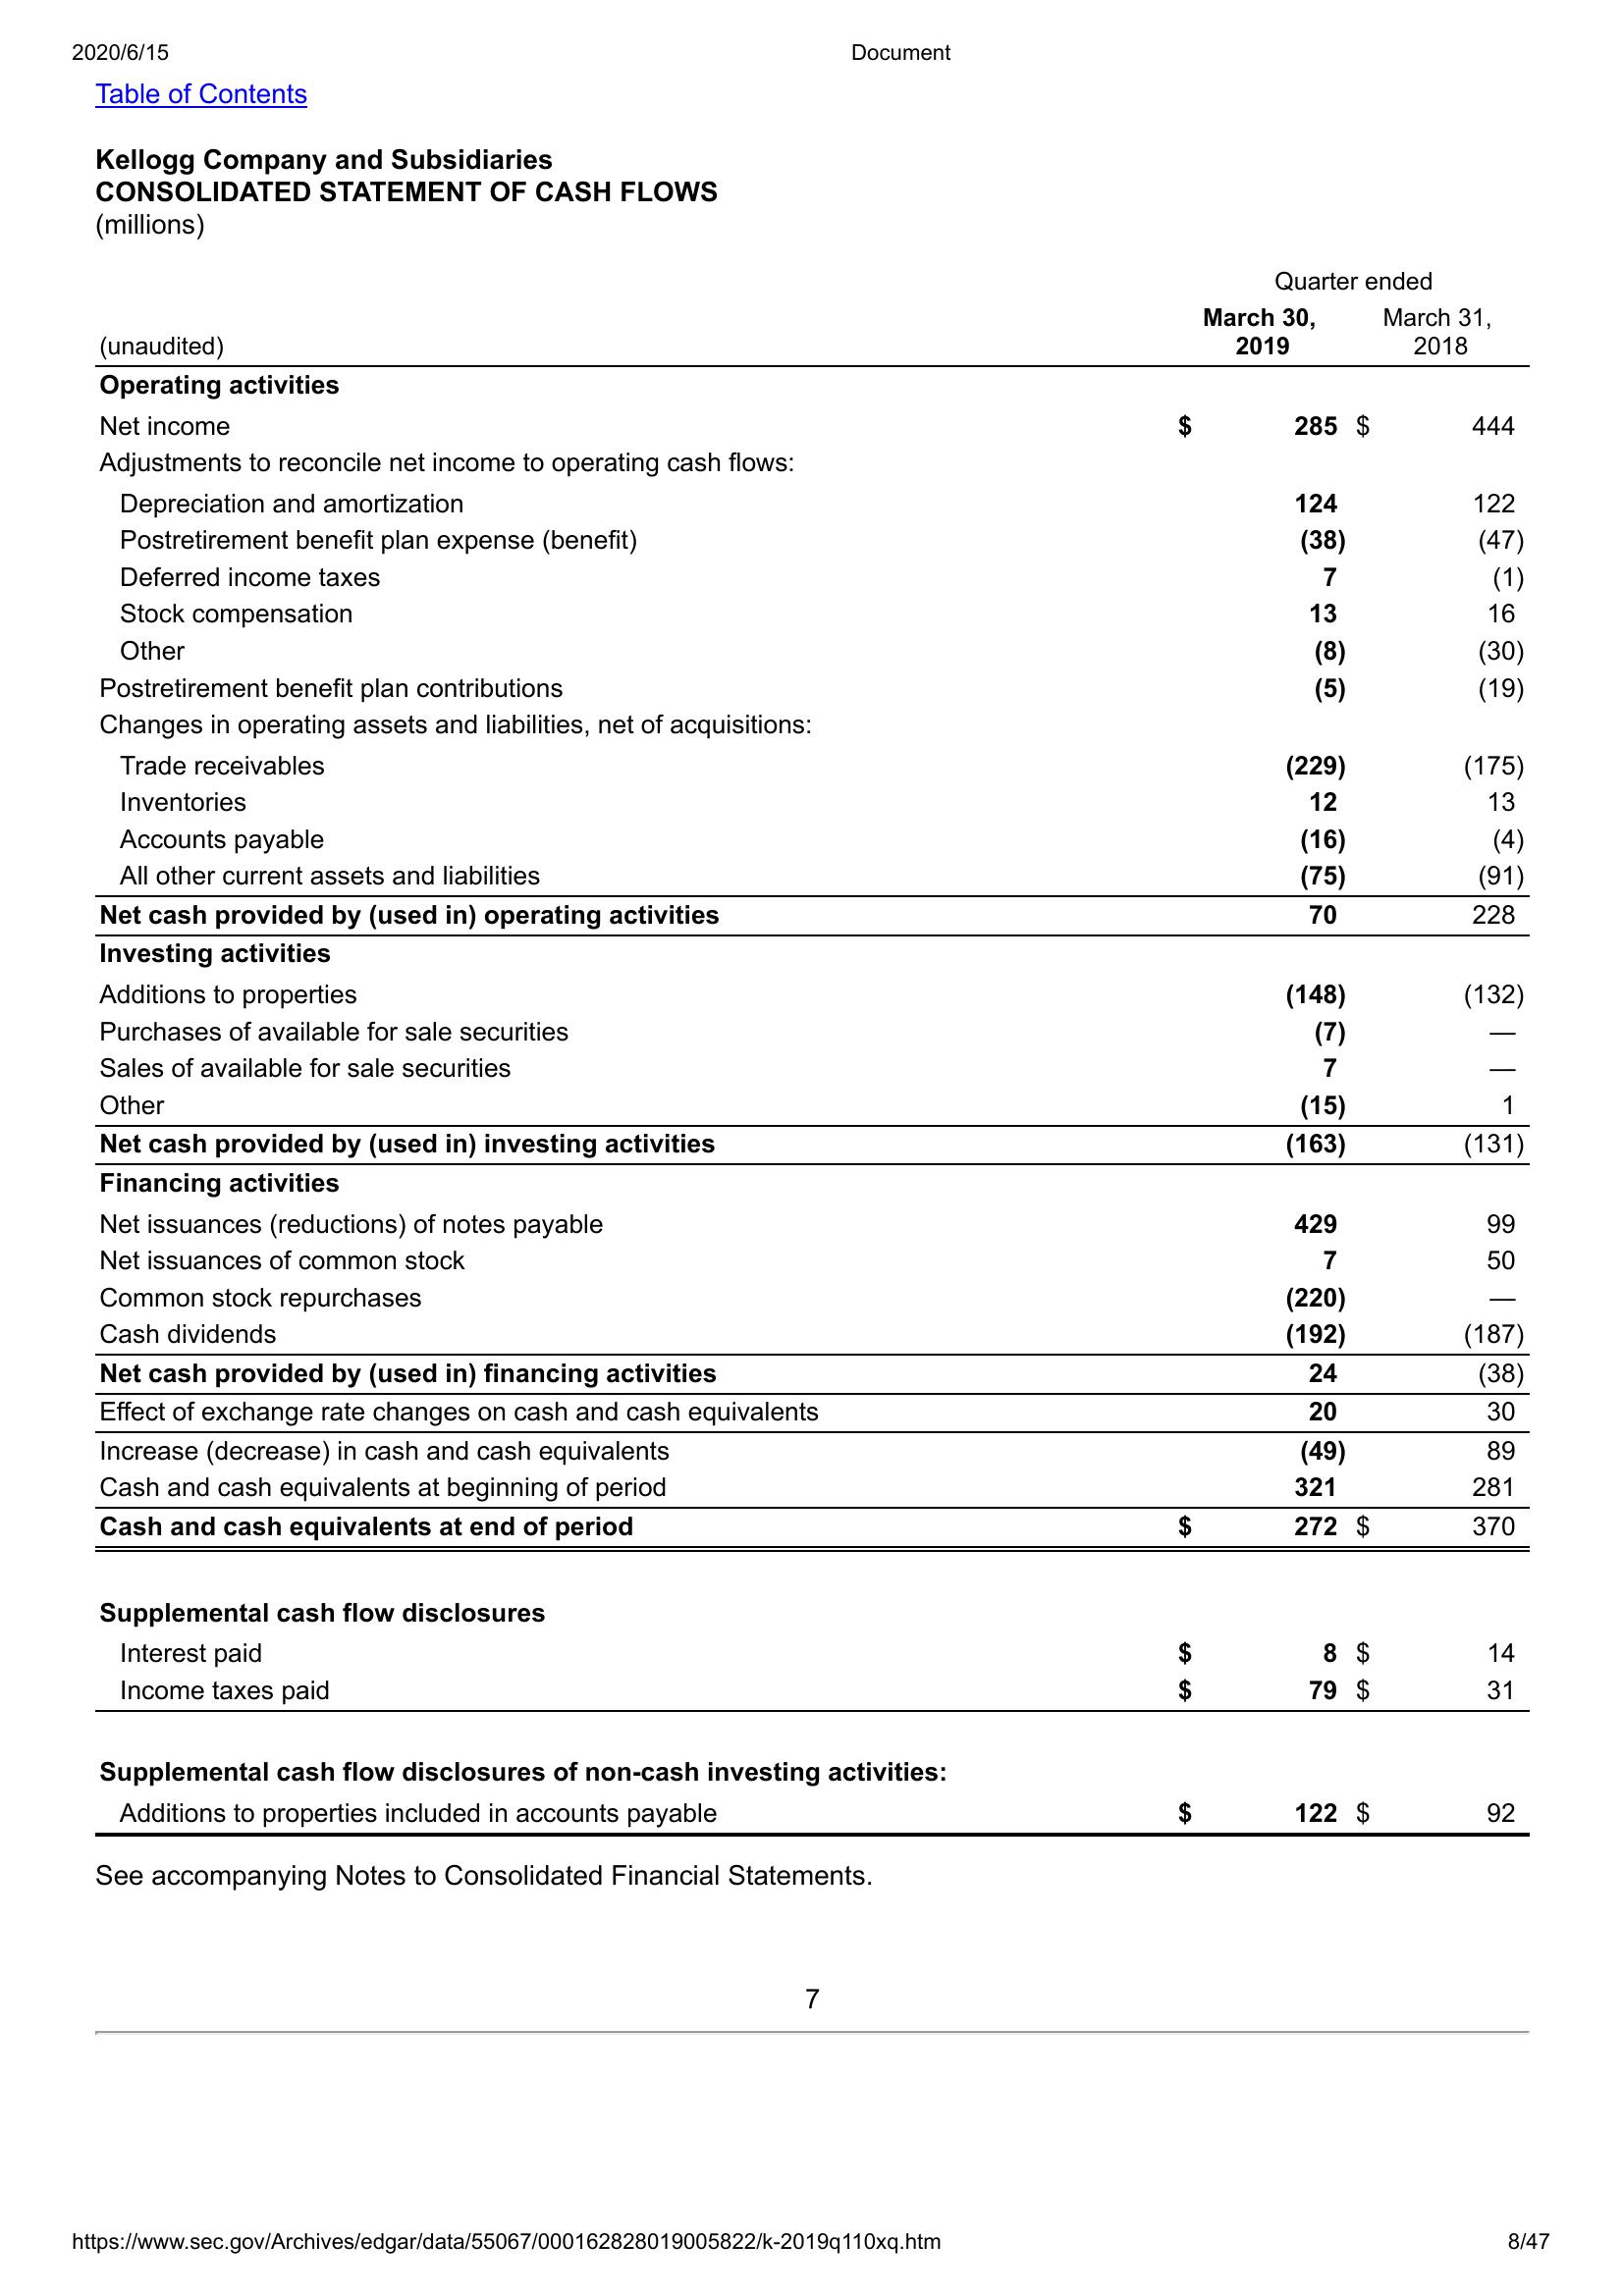 2020/6/15 Document
Table of Contents
Kellogg Company and Subsidiaries
CONSOLIDATED STATEMENT OF CASH FLOWS
(millions)
Quarter ended
March 30, March 31,
(unaudited) 2019 2018
Operating activities
Net income $ 285 $ 444
Adjustments to reconcile net income to operating cash flows:
Depreciation and amortization 124 122
Postretirement benefit plan expense (benefit) (38) (47)
Deferred income taxes 7 (1)
Stock compensation 13 16
Other (8) (30)
Postretirement benefit plan contributions (5) (19)
Changes in operating assets and liabilities, net of acquisitions:
Trade receivables (229) (175)
Inventories 12 13
Accounts payable (16) (4)
All other current assets and liabilities (75) (91)
Net cash provided by (used in) operating activities 70 228
Investing activities
Additions to properties (148) (132)
Purchases of available for sale securities (7) —
Sales of available for sale securities 7 —
Other (15) 1
Net cash provided by (used in) investing activities (163) (131)
Financing activities
Net issuances (reductions) of notes payable 429 99
Net issuances of common stock 7 50
Common stock repurchases (220) —
Cash dividends (192) (187)
Net cash provided by (used in) financing activities 24 (38)
Effect of exchange rate changes on cash and cash equivalents 20 30
Increase (decrease) in cash and cash equivalents (49) 89
Cash and cash equivalents at beginning of period 321 281
Cash and cash equivalents at end of period $ 272 $ 370
Supplemental cash flow disclosures
Interest paid $ 8 $ 14
Income taxes paid $ 79 $ 31
Supplemental cash flow disclosures of non-cash investing activities:
Additions to properties included in accounts payable $ 122 $ 92
See accompanying Notes to Consolidated Financial Statements.
7
https://www.sec.gov/Archives/edgar/data/55067/000162828019005822/k-2019q110xq.htm 8/47